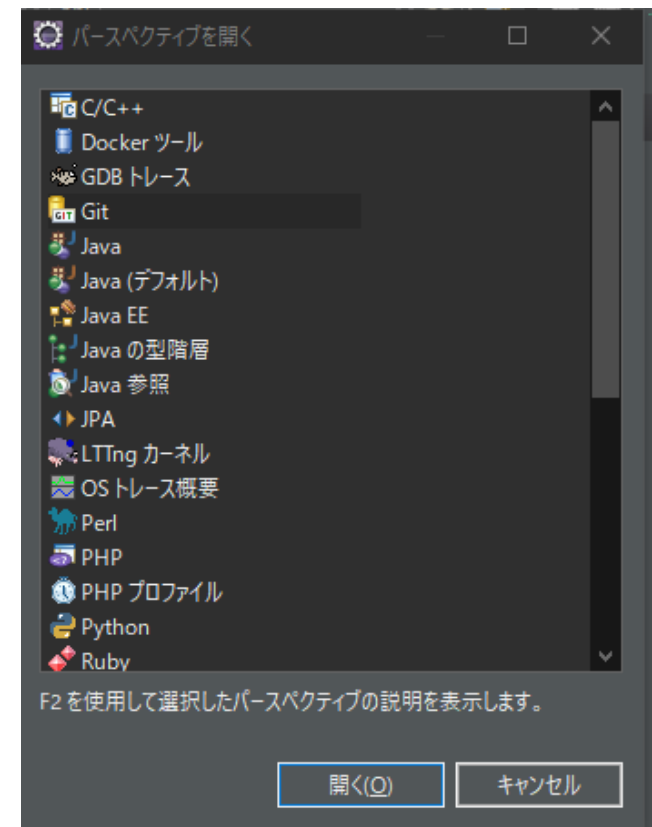 パースペクティブを開く
C/C++
Docker ツール
GDB トレース
Git
Java
Java (デフォルト)
Java EE
Java の型階層
Java 参照
JPA
LTTng カーネル
OS トレース概要
Perl
PHP
PHP プロファイル
Python
Ruby
F2 を使用して選択したパースペクティブの説明を表示します。
開く(O) キャンセル